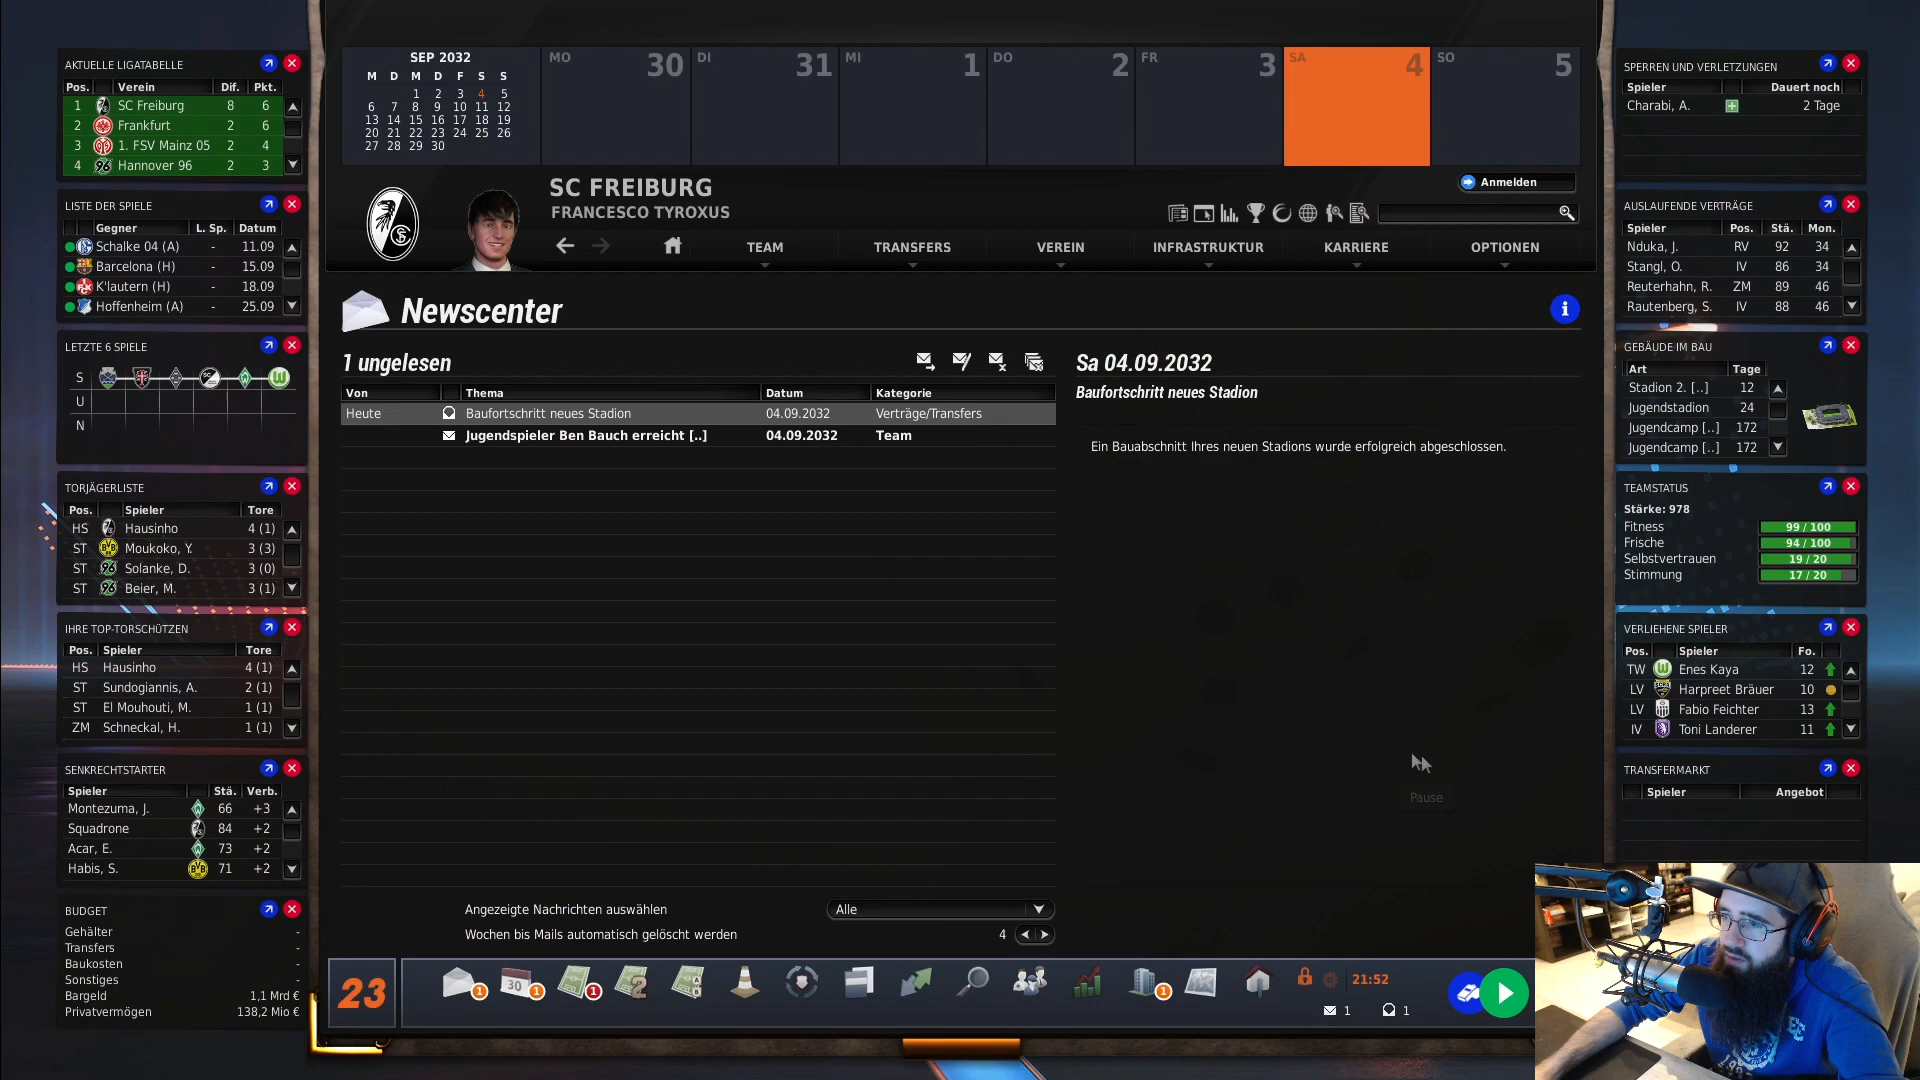 AKTUELLE LIGATABELLE
Pos. Verein Dif. Pkt.
1 SC Freiburg 8 6
2 Frankfurt 2 6
3 1. FSV Mainz 05 2 4
4 Hannover 96 2 3
LISTE DER SPIELE
Gegner L. Sp. Datum
Schalke 04 (A) - 11.09
Barcelona (H) - 15.09
K'lautern (H) - 18.09
Hoffenheim (A) - 25.09
LETZTE 6 SPIELE
S
U
N
TORJÄGERLISTE
Pos. Spieler Tore
HS Hausinho 4 (1)
ST Moukoko, Y. 3 (3)
ST Solanke, D. 3 (0)
ST Beier, M. 3 (1)
IHRE TOP-TORSCHÜTZEN
Pos. Spieler Tore
HS Hausinho 4 (1)
ST Sundogiannis, A. 2 (1)
ST El Mouhouti, M. 1 (1)
ZM Schneckal, H. 1 (1)
SENKRECHTSTARTER
Spieler Stä. Verb.
Montezuma, J. 66 +3
Squadrone 84 +2
Acar, E. 73 +2
Habis, S. 71 +2
BUDGET
Gehälter -
Transfers -
Baukosten -
Sonstiges -
Bargeld 1,1 Mrd €
Privatvermögen 138,2 Mio €
SEP 2032
M D M D F S S
1 2 3 4 5
6 7 8 9 10 11 12
13 14 15 16 17 18 19
20 21 22 23 24 25 26
27 28 29 30
MO 30
DI 31
MI 1
DO 2
FR 3
SA 4
SO 5
SC FREIBURG
FRANCESCO TYROXUS
Anmelden
TEAM TRANSFERS VEREIN INFRASTRUKTUR KARRIERE OPTIONEN
Newscenter
1 ungelesen
Von Thema Datum Kategorie
Heute Baufortschritt neues Stadion 04.09.2032 Verträge/Transfers
Jugendspieler Ben Bauch erreicht [..] 04.09.2032 Team
Sa 04.09.2032
Baufortschritt neues Stadion
Ein Bauabschnitt Ihres neuen Stadions wurde erfolgreich abgeschlossen.
Pause
Angezeigte Nachrichten auswählen Alle
Wochen bis Mails automatisch gelöscht werden 4
23
1
30 1
1
2
1
21:52
1 1
SPERREN UND VERLETZUNGEN
Spieler Dauert noch
Charabi, A. 2 Tage
AUSLAUFENDE VERTRÄGE
Spieler Pos. Stä. Mon.
Nduka, J. RV 92 34
Stangl, O. IV 86 34
Reuterhahn, R. ZM 89 46
Rautenberg, S. IV 88 46
GEBÄUDE IM BAU
Art Tage
Stadion 2. [..] 12
Jugendstadion 24
Jugendcamp [..] 172
Jugendcamp [..] 172
TEAMSTATUS
Stärke: 978
Fitness 99 / 100
Frische 94 / 100
Selbstvertrauen 19 / 20
Stimmung 17 / 20
VERLIEHENE SPIELER
Pos. Spieler Fo.
TW Enes Kaya 12
LV Harpreet Bräuer 10
LV Fabio Feichter 13
IV Toni Landerer 11
TRANSFERMARKT
Spieler Angebot